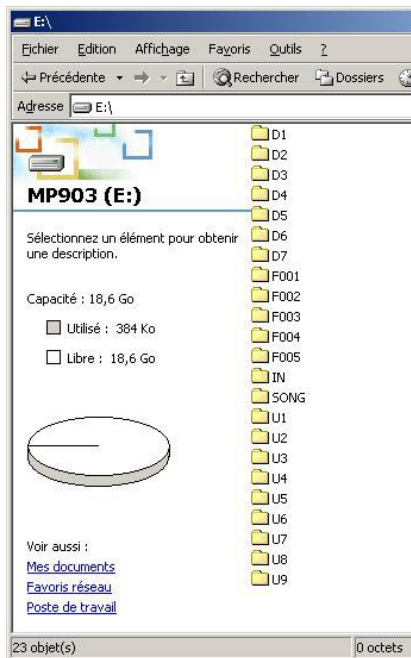 E:\
Fichier Edition Affichage Favoris Outils ?
Précédente Rechercher Dossiers
Adresse E:\
MP903 (E:)
Sélectionnez un élément pour obtenir
une description.
Capacité : 18,6 Go
Utilisé : 384 Ko
Libre : 18,6 Go
Voir aussi :
Mes documents
Favoris réseau
Poste de travail
D1
D2
D3
D4
D5
D6
D7
F001
F002
F003
F004
F005
IN
SONG
U1
U2
U3
U4
U5
U6
U7
U8
U9
23 objet(s) 0 octets